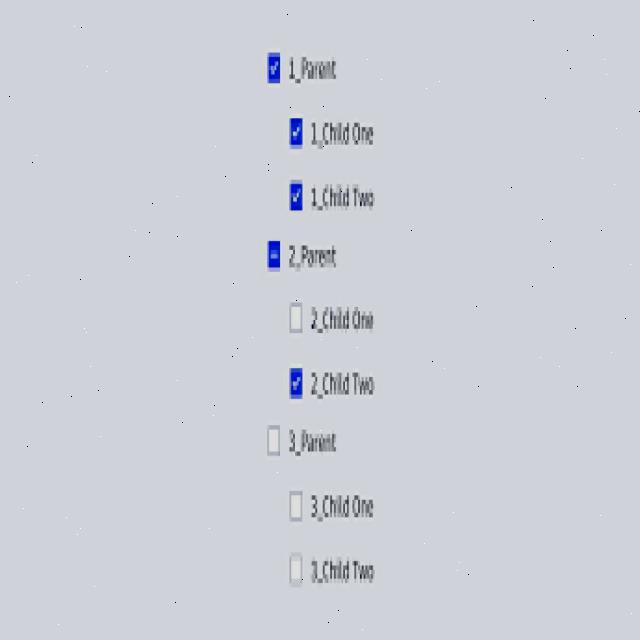 1_Parent
1_Child One
1_Child Two
2_Parent
2_Child One
2_Child Two
3_Parent
3_Child One
3_Child Two